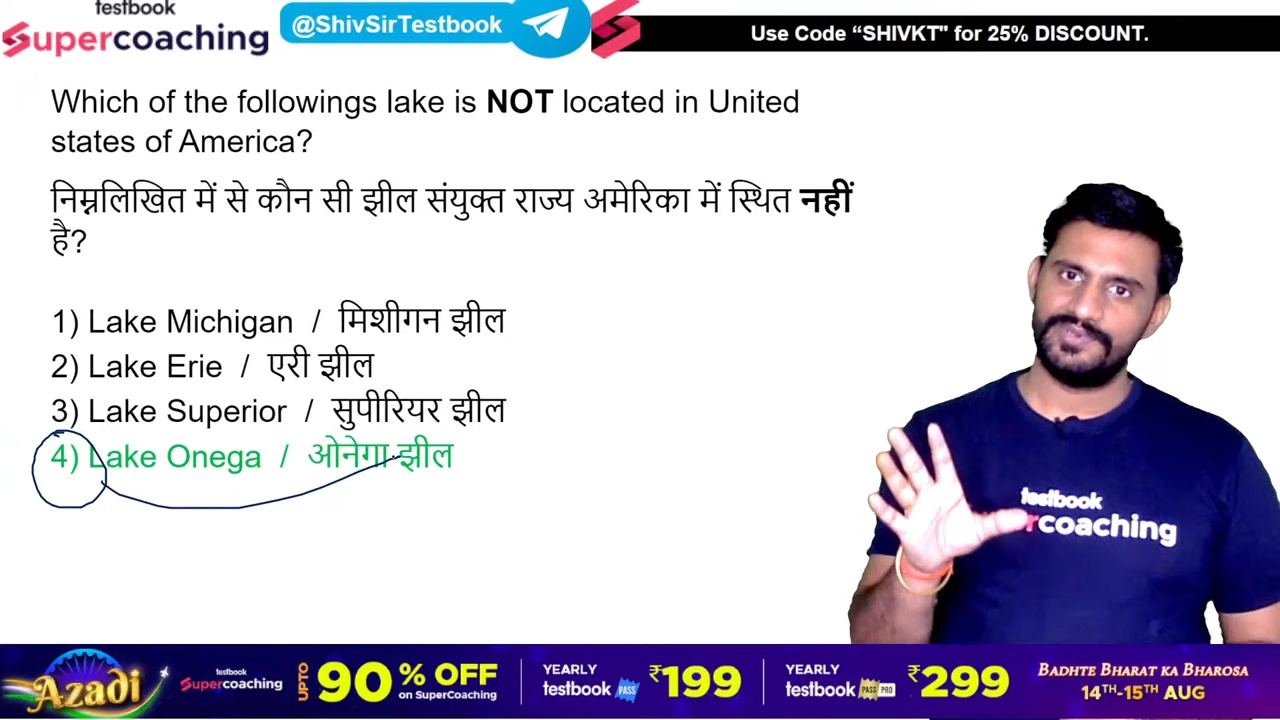 testbook
Supercoaching
@ShivSirTestbook
Use Code “SHIVKT" for 25% DISCOUNT.
Which of the followings lake is NOT located in United
states of America?
निम्नलिखित में से कौन सी झील संयुक्त राज्य अमेरिका में स्थित नहीं
है?
1) Lake Michigan / मिशीगन झील
2) Lake Erie / एरी झील
3) Lake Superior / सुपीरियर झील
4) Lake Onega / ओनेगा झील
testbook
supercoaching
Azadi
testbook
Supercoaching
UPTO 90% OFF
on SuperCoaching
YEARLY
testbook PASS
₹199
YEARLY
testbook PASS PRO
₹299
BADHTE BHARAT KA BHAROSA
14TH-15TH AUG